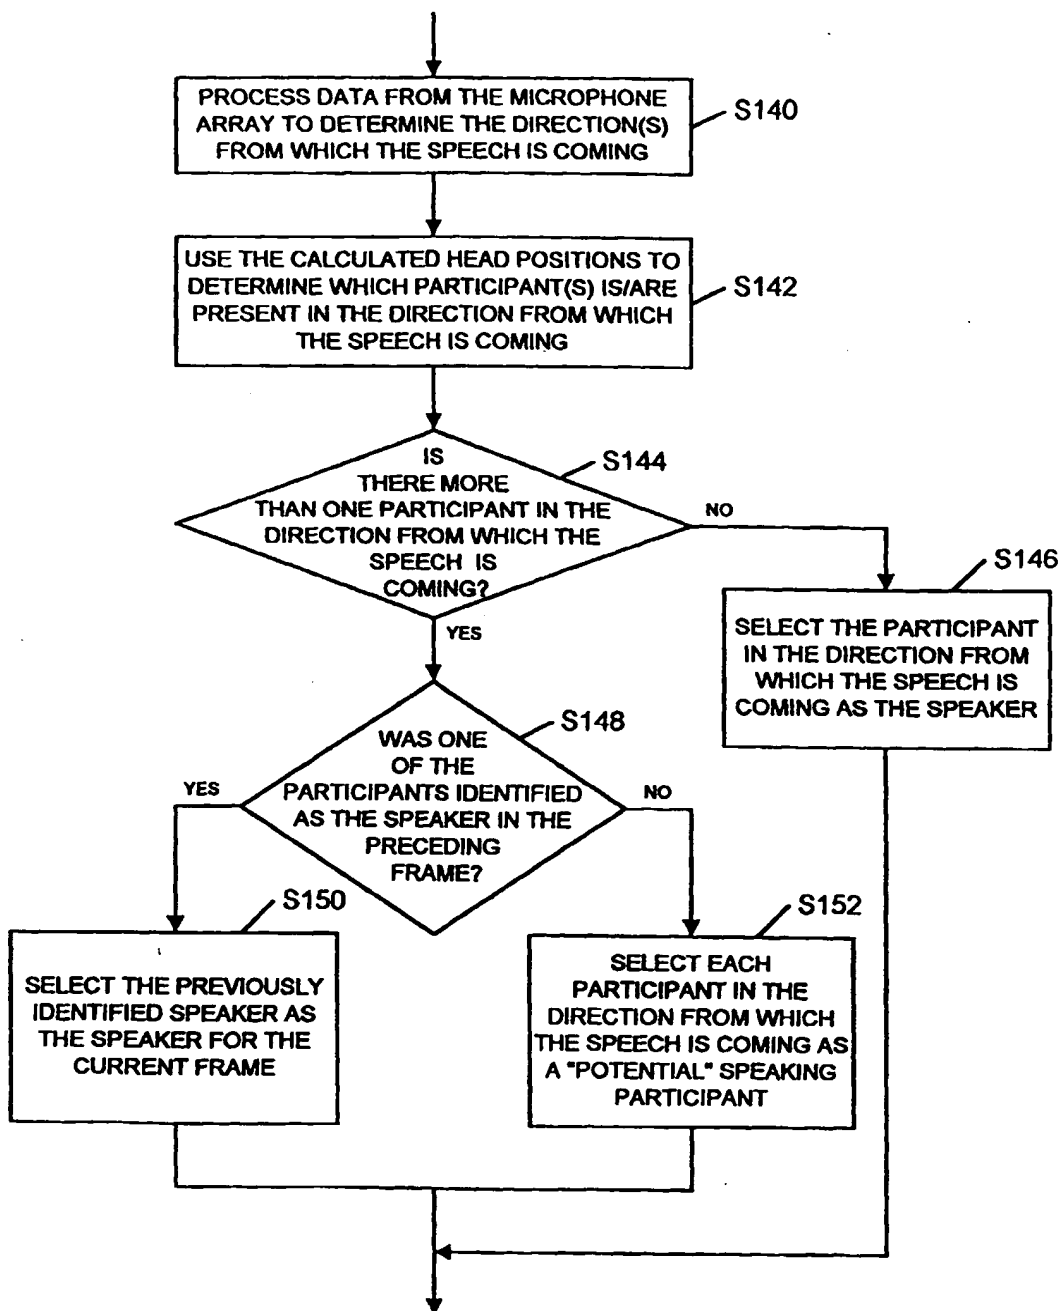 PROCESS DATA FROM THE MICROPHONE
ARRAY TO DETERMINE THE DIRECTION(S)
FROM WHICH THE SPEECH IS COMING
S140
USE THE CALCULATED HEAD POSITIONS TO
DETERMINE WHICH PARTICIPANT(S) IS/ARE
PRESENT IN THE DIRECTION FROM WHICH
THE SPEECH IS COMING
S142
IS
THERE MORE
THAN ONE PARTICIPANT IN THE
DIRECTION FROM WHICH THE
SPEECH IS
COMING?
S144
NO
YES
S146
SELECT THE PARTICIPANT
IN THE DIRECTION FROM
WHICH THE SPEECH IS
COMING AS THE SPEAKER
WAS ONE
OF THE
PARTICIPANTS IDENTIFIED
AS THE SPEAKER IN THE
PRECEDING
FRAME?
S148
YES
NO
S150
SELECT THE PREVIOUSLY
IDENTIFIED SPEAKER AS
THE SPEAKER FOR THE
CURRENT FRAME
S152
SELECT EACH
PARTICIPANT IN THE
DIRECTION FROM WHICH
THE SPEECH IS COMING AS
A "POTENTIAL" SPEAKING
PARTICIPANT